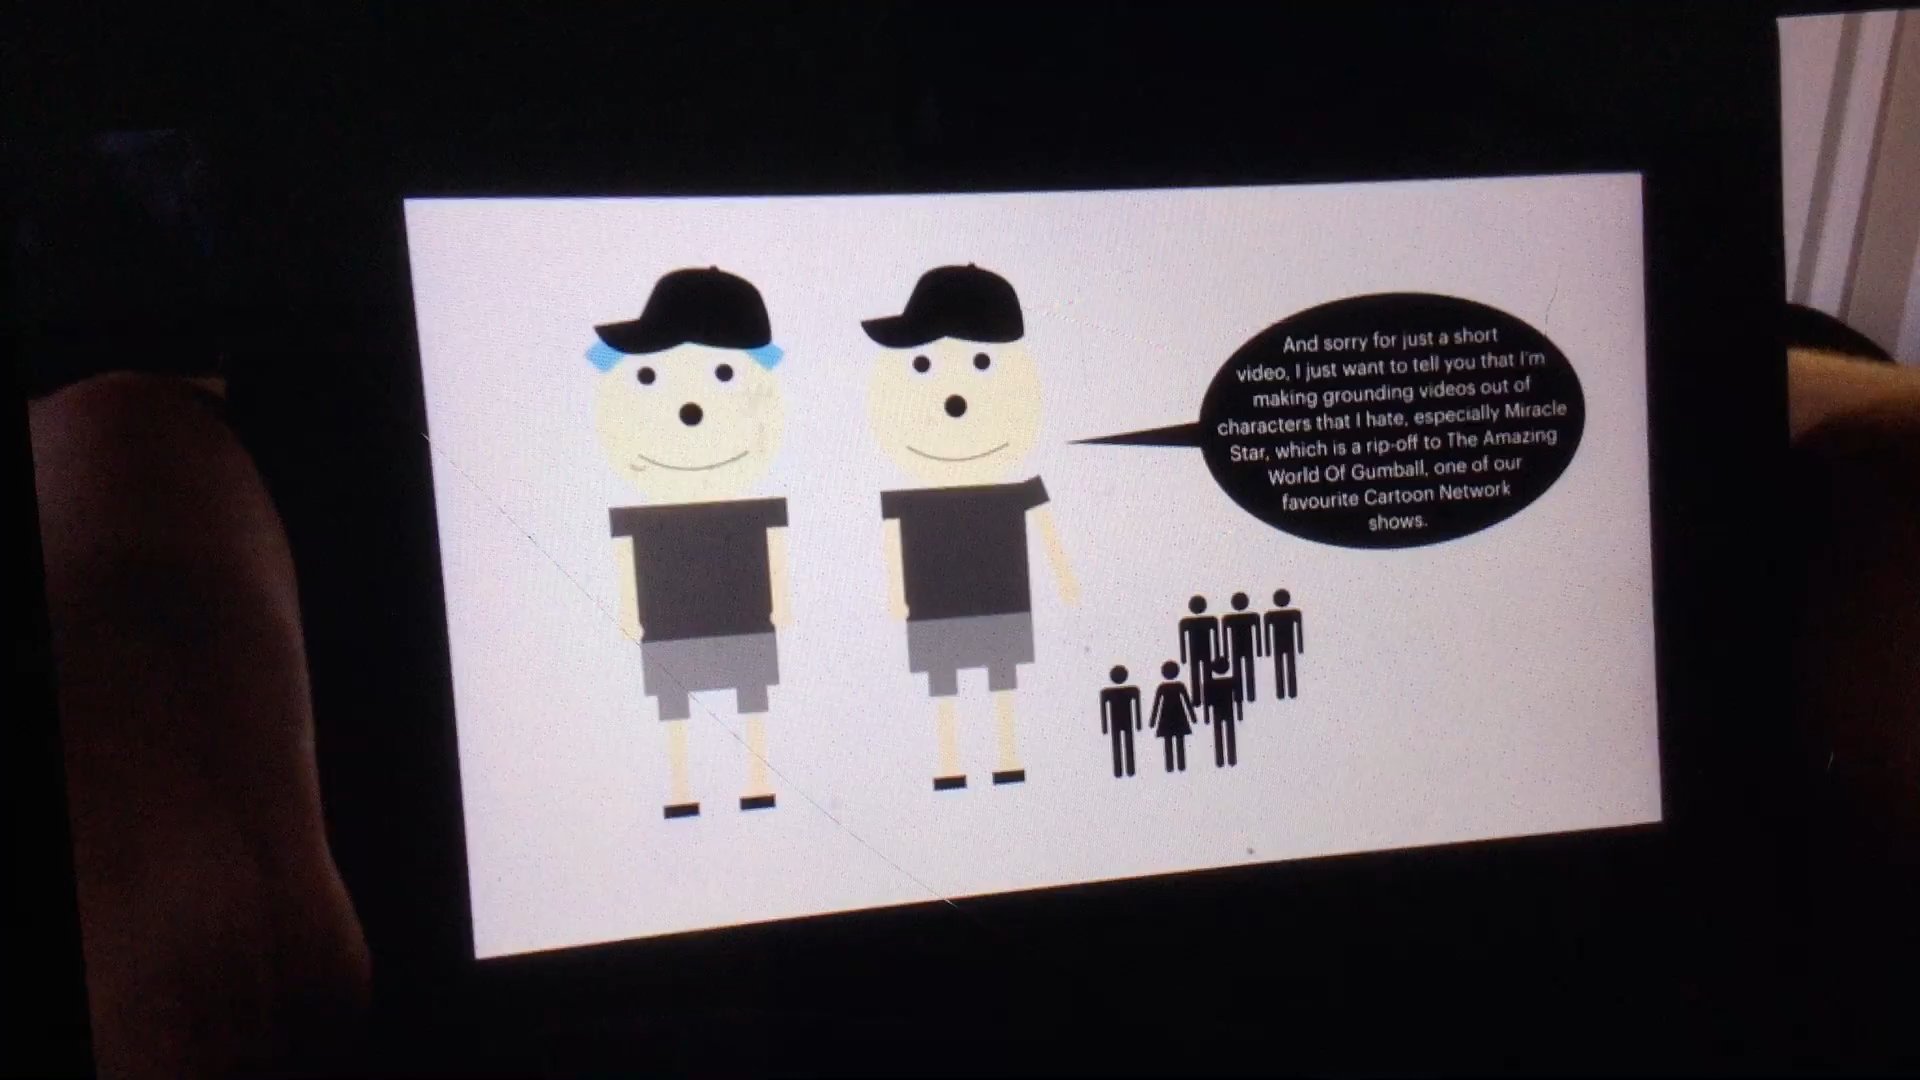 And sorry for just a short
video, I just want to tell you that I'm
making grounding videos out of
characters that I hate, especially Miracle
Star, which is a rip-off to The Amazing
World Of Gumball, one of our
favourite Cartoon Network
shows.